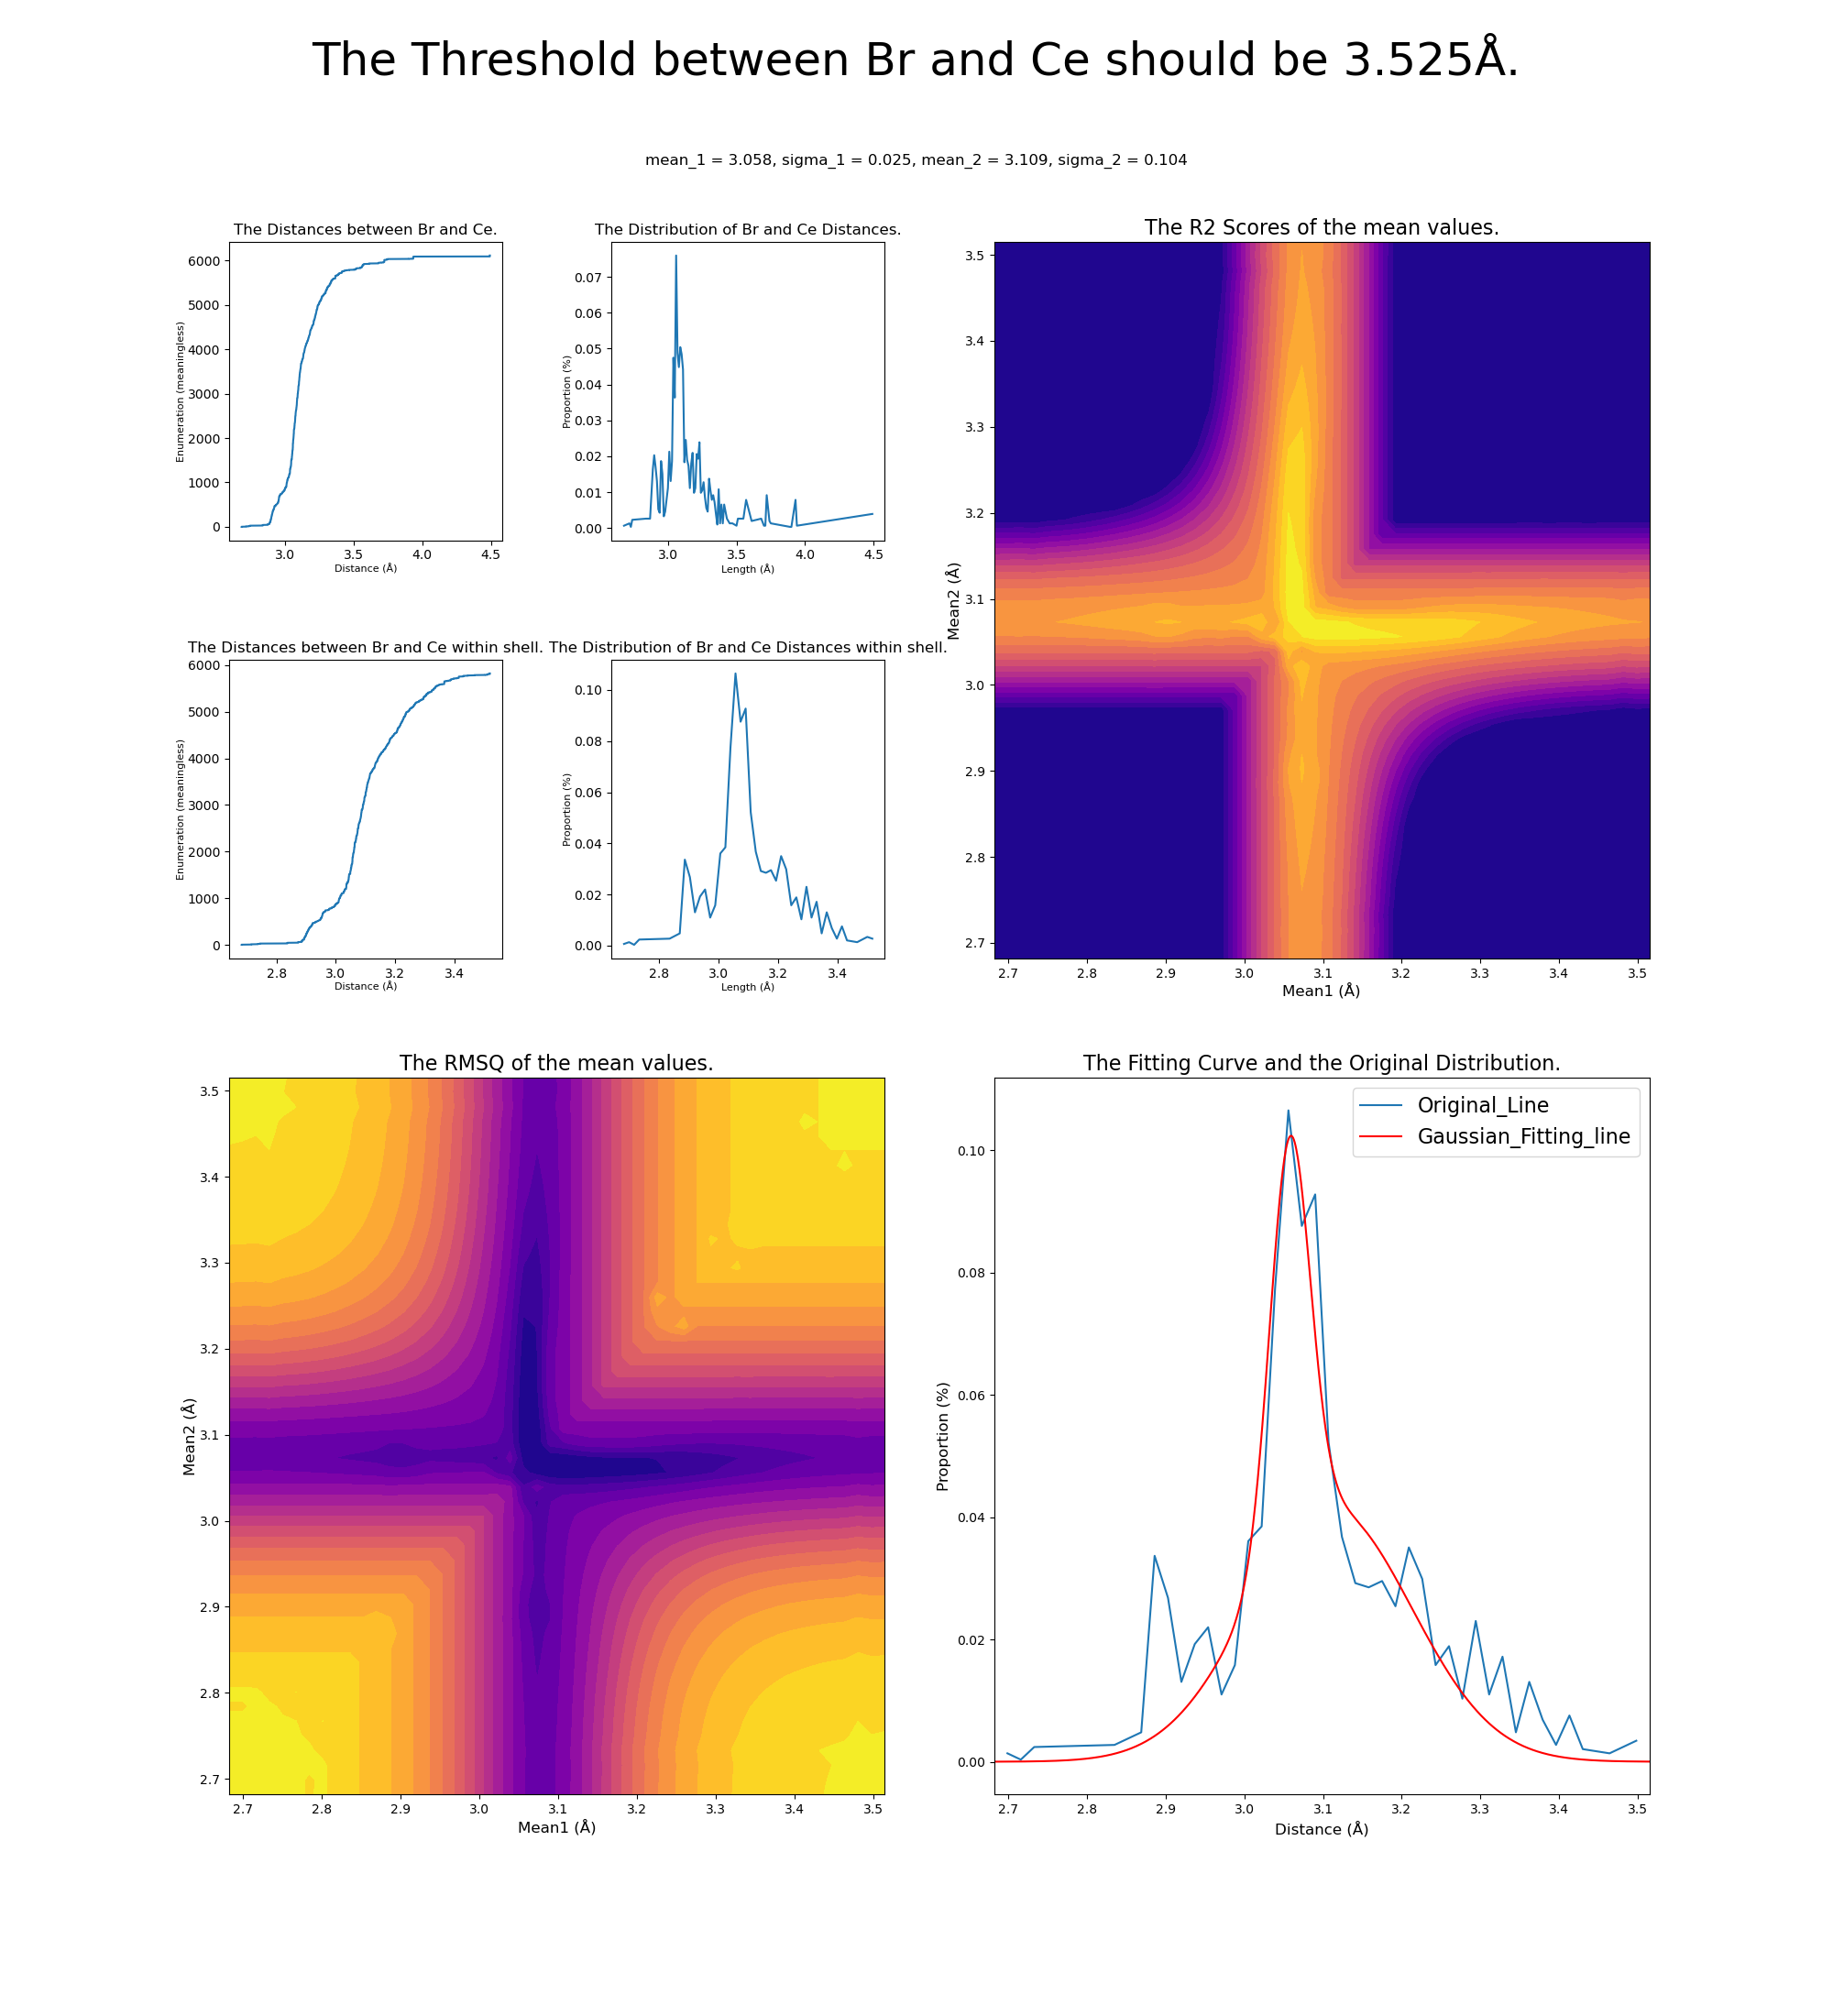 The Threshold between Br and Ce should be 3.525Å.
mean_1 = 3.058, sigma_1 = 0.025, mean_2 = 3.109, sigma_2 = 0.104
The Distances between Br and Ce.
Enumeration (meaningless)
6000
5000
4000
3000
2000
1000
0
3.0 3.5 4.0 4.5
Distance (Å)
The Distribution of Br and Ce Distances.
Proportion (%)
0.07
0.06
0.05
0.04
0.03
0.02
0.01
0.00
3.0 3.5 4.0 4.5
Length (Å)
The R2 Scores of the mean values.
Mean2 (Å)
3.5
3.4
3.3
3.2
3.1
3.0
2.9
2.8
2.7
2.7 2.8 2.9 3.0 3.1 3.2 3.3 3.4 3.5
Mean1 (Å)
The Distances between Br and Ce within shell.
Enumeration (meaningless)
6000
5000
4000
3000
2000
1000
0
2.8 3.0 3.2 3.4
Distance (Å)
The Distribution of Br and Ce Distances within shell.
Proportion (%)
0.10
0.08
0.06
0.04
0.02
0.00
2.8 3.0 3.2 3.4
Length (Å)
The RMSQ of the mean values.
Mean2 (Å)
3.5
3.4
3.3
3.2
3.1
3.0
2.9
2.8
2.7
2.7 2.8 2.9 3.0 3.1 3.2 3.3 3.4 3.5
Mean1 (Å)
The Fitting Curve and the Original Distribution.
Original_Line
Gaussian_Fitting_line
Proportion (%)
0.10
0.08
0.06
0.04
0.02
0.00
2.7 2.8 2.9 3.0 3.1 3.2 3.3 3.4 3.5
Distance (Å)